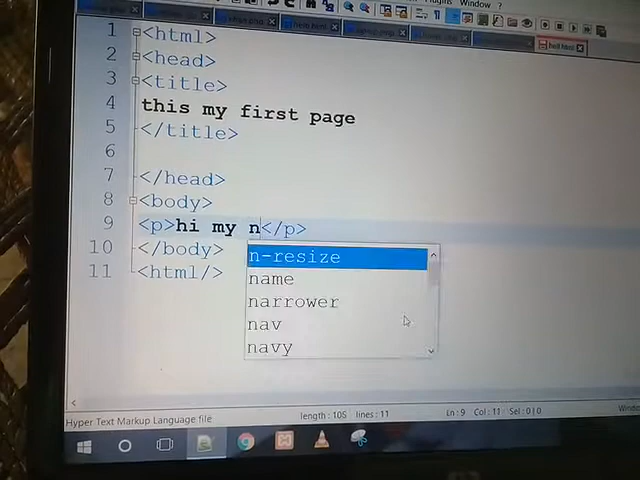 Window ?
hell.html
1 <html>
2 <head>
3 <title>
4 this my first page
5 </title>
6
7 </head>
8 <body>
9 <p>hi my n</p>
10 </body>
11 <html/>
n-resize
name
narrower
nav
navy
Hyper Text Markup Language file length : 105 lines : 11 Ln : 9 Col : 11 Sel : 0 | 0